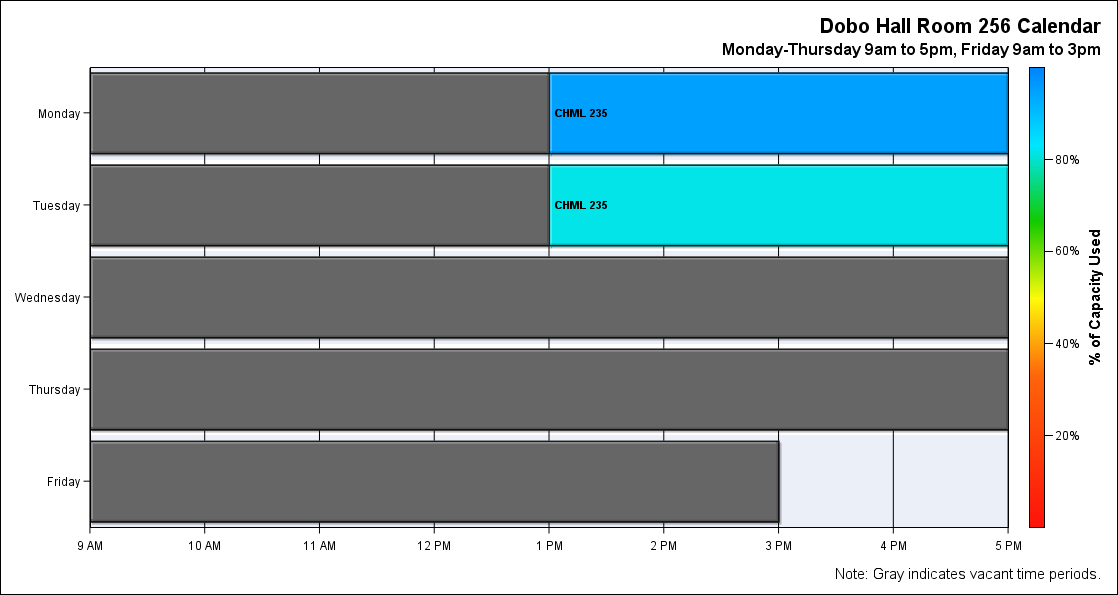 Dobo Hall Room 256 Calendar
Monday-Thursday 9am to 5pm, Friday 9am to 3pm
Monday
CHML 235
Tuesday
CHML 235
Wednesday
Thursday
Friday
9 AM
10 AM
11 AM
12 PM
1 PM
2 PM
3 PM
4 PM
5 PM
80%
60%
40%
20%
% of Capacity Used
Note: Gray indicates vacant time periods.